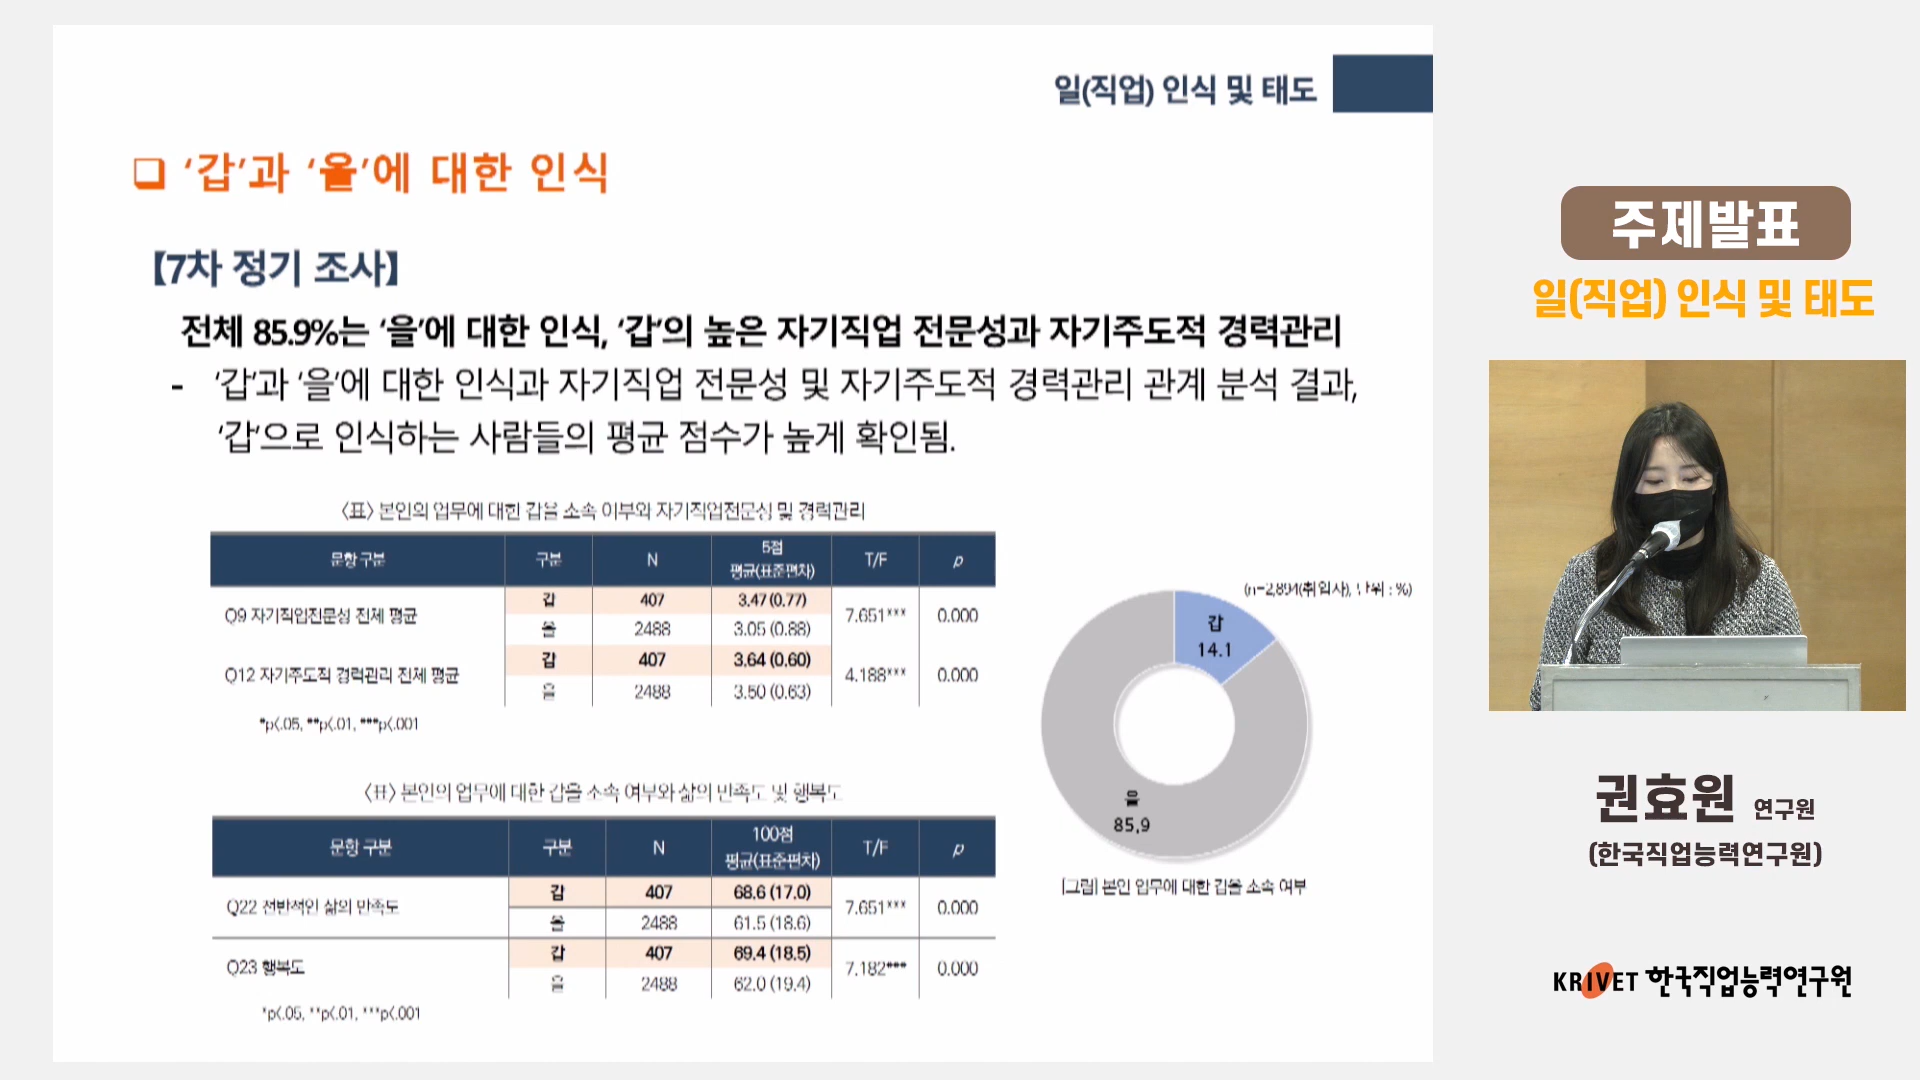 일(직업) 인식 및 태도
❑ ‘갑’과 ‘을’에 대한 인식
【7차 정기 조사】
전체 85.9%는 ‘을’에 대한 인식, ‘갑’의 높은 자기직업 전문성과 자기주도적 경력관리
- ‘갑’과 ‘을’에 대한 인식과 자기직업 전문성 및 자기주도적 경력관리 관계 분석 결과,
‘갑’으로 인식하는 사람들의 평균 점수가 높게 확인됨.
〈표〉 본인의 업무에 대한 갑을 소속 여부와 자기직업전문성 및 경력관리
문항 구분 구분 N 5점 평균(표준편차) T/F p
Q9 자기직업전문성 전체 평균 갑 407 3.47 (0.77) 7.651*** 0.000
을 2488 3.05 (0.88)
Q12 자기주도적 경력관리 전체 평균 갑 407 3.64 (0.60) 4.188*** 0.000
을 2488 3.50 (0.63)
*p<.05, **p<.01, ***p<.001
〈표〉 본인의 업무에 대한 갑을 소속 여부와 삶의 만족도 및 행복도
문항 구분 구분 N 100점 평균(표준편차) T/F p
Q22 전반적인 삶의 만족도 갑 407 68.6 (17.0) 7.651*** 0.000
을 2488 61.5 (18.6)
Q23 행복도 갑 407 69.4 (18.5) 7.182*** 0.000
을 2488 62.0 (19.4)
*p<.05, **p<.01, ***p<.001
(n=2,894(취업자), 단위 : %)
갑
14.1
을
85.9
[그림] 본인 업무에 대한 갑을 소속 여부
주제발표
일(직업) 인식 및 태도
권효원 연구원
(한국직업능력연구원)
KRIVET 한국직업능력연구원